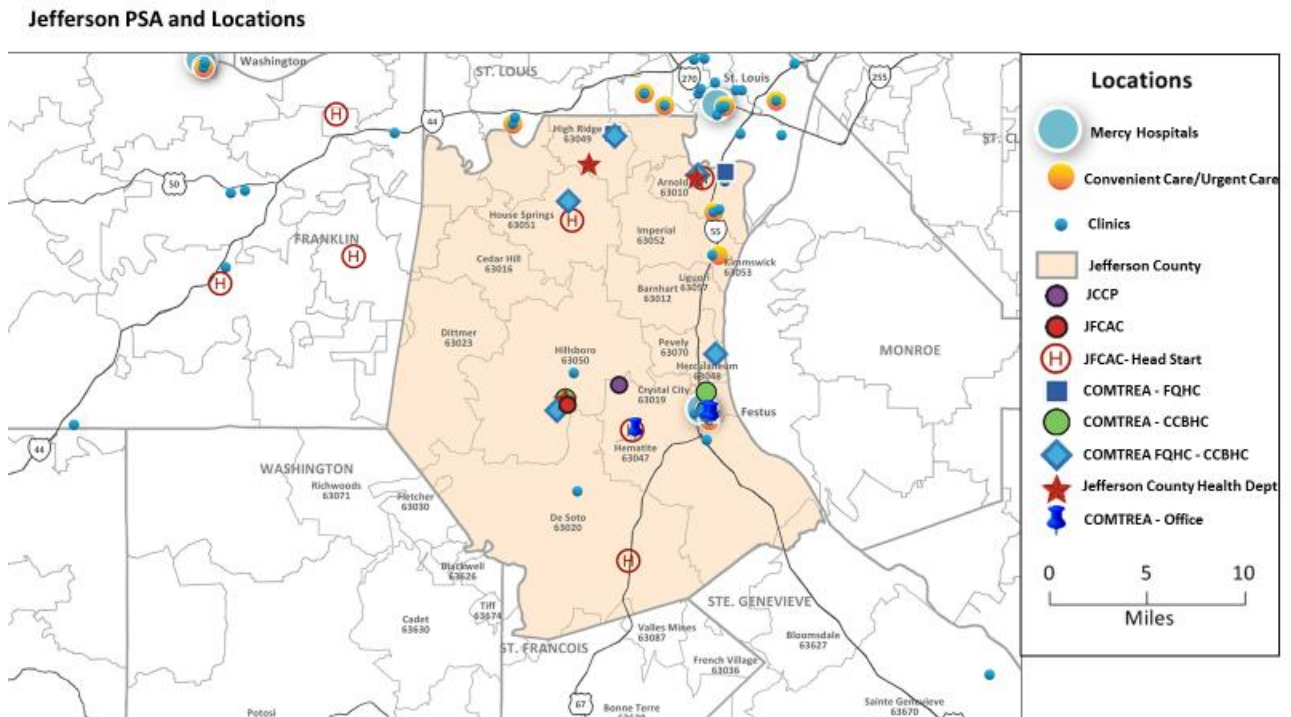 Jefferson PSA and Locations
Washington
ST. LOUIS
270
St. Louis
255
44
High Ridge
63049
50
Arnold
63010
House Springs
63051
FRANKLIN
Imperial
63052
55
Cedar Hill
63016
Kimmswick
63053
Liguori
63057
Barnhart
63012
Dittmer
63023
Hillsboro
63050
Pevely
63070
MONROE
Herculaneum
63048
Crystal City
63019
Festus
44
Hematite
63047
WASHINGTON
Richwoods
63071
Fletcher
63030
De Soto
63020
Blackwell
63626
Tiff
63674
STE. GENEVIEVE
Cadet
63630
Valles Mines
63087
Bloomsdale
63627
ST. FRANCOIS
French Village
63036
67
Bonne Terre
Sainte Genevieve
63670
Potosi
Locations
Mercy Hospitals
Convenient Care/Urgent Care
Clinics
Jefferson County
JCCP
JFCAC
H
JFCAC- Head Start
COMTREA - FQHC
COMTREA - CCBHC
COMTREA FQHC - CCBHC
Jefferson County Health Dept
COMTREA - Office
0 5 10
Miles